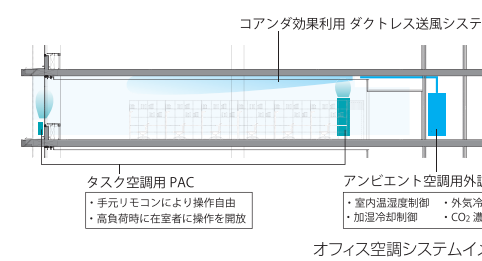 コアンダ効果利用 ダクトレス送風システ
タスク空調用 PAC
・手元リモコンにより操作自由
・高負荷時に在室者に操作を開放
アンビエント空調用外調
・室内温湿度制御 ・外気冷
・加湿冷却制御 ・CO2 濃
オフィス空調システムイメ